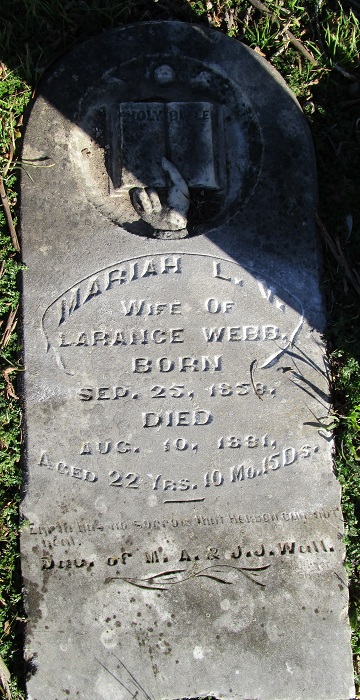 HOLY BIBLE
MARIAH L. V.
WIFE OF
LARANCE WEBB.
BORN
SEP. 25, 1858.
DIED
AUG. 10, 1881.
AGED 22 YRS. 10 MO. 15 DS.
Earth has no sorrow that Heaven can not
heal.
Dau. of M. A. & J. J. Wall.